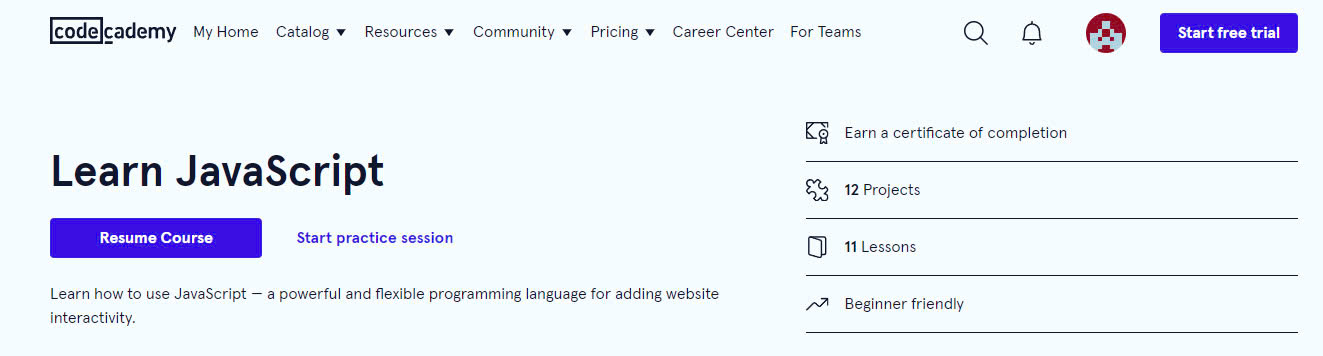 codecademy My Home Catalog Resources Community Pricing Career Center For Teams Start free trial
Learn JavaScript
Resume Course Start practice session
Learn how to use JavaScript — a powerful and flexible programming language for adding website
interactivity.
Earn a certificate of completion
12 Projects
11 Lessons
Beginner friendly